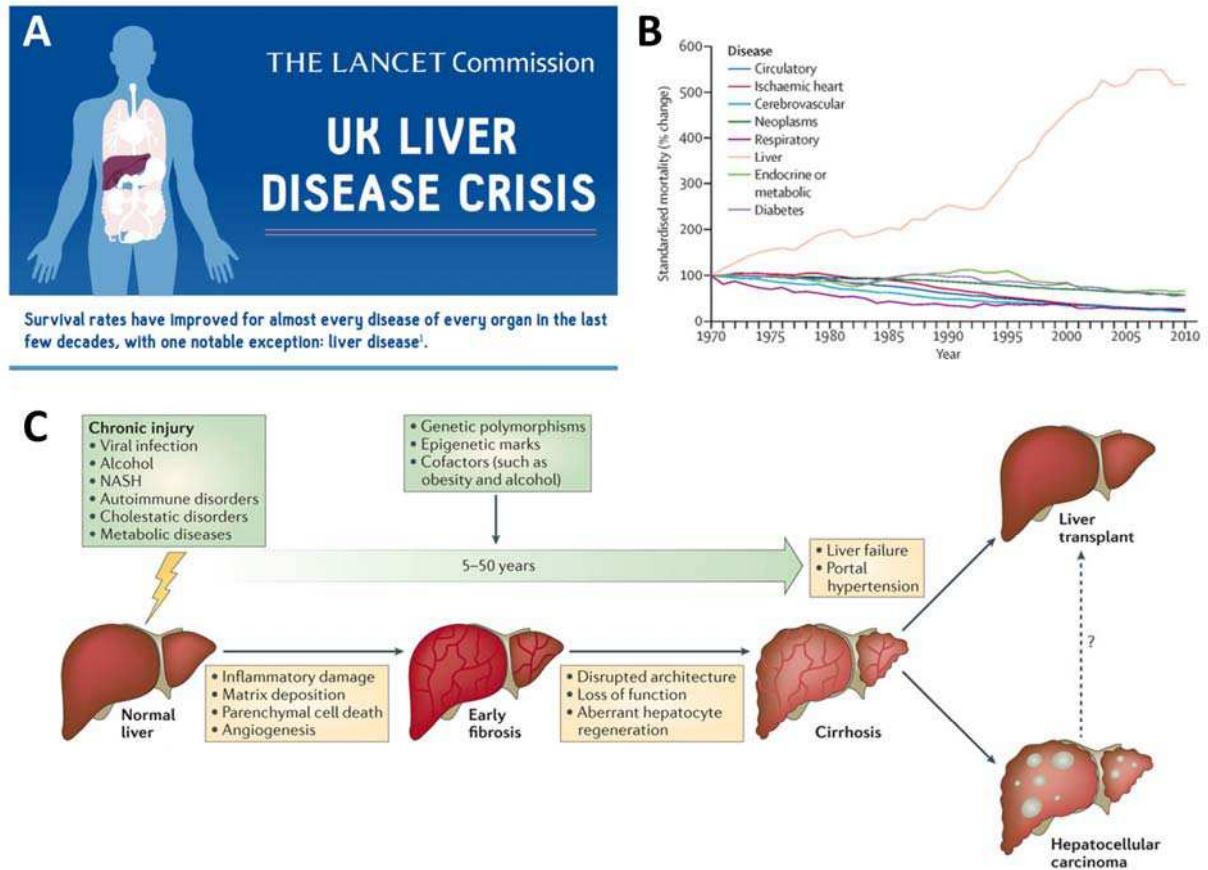 A
THE LANCET Commission
UK LIVER
DISEASE CRISIS
Survival rates have improved for almost every disease of every organ in the last
few decades, with one notable exception: liver disease¹.
B
600
500
400
300
200
100
0
Standardised mortality (% change)
Disease
Circulatory
Ischaemic heart
Cerebrovascular
Neoplasms
Respiratory
Liver
Endocrine or
metabolic
Diabetes
1970 1975 1980 1985 1990 1995 2000 2005 2010
Year
C
Chronic injury
• Viral infection
• Alcohol
• NASH
• Autoimmune disorders
• Cholestatic disorders
• Metabolic diseases
• Genetic polymorphisms
• Epigenetic marks
• Cofactors (such as
obesity and alcohol)
5–50 years
• Liver failure
• Portal
hypertension
Liver
transplant
Normal
liver
• Inflammatory damage
• Matrix deposition
• Parenchymal cell death
• Angiogenesis
Early
fibrosis
• Disrupted architecture
• Loss of function
• Aberrant hepatocyte
regeneration
Cirrhosis
?
Hepatocellular
carcinoma